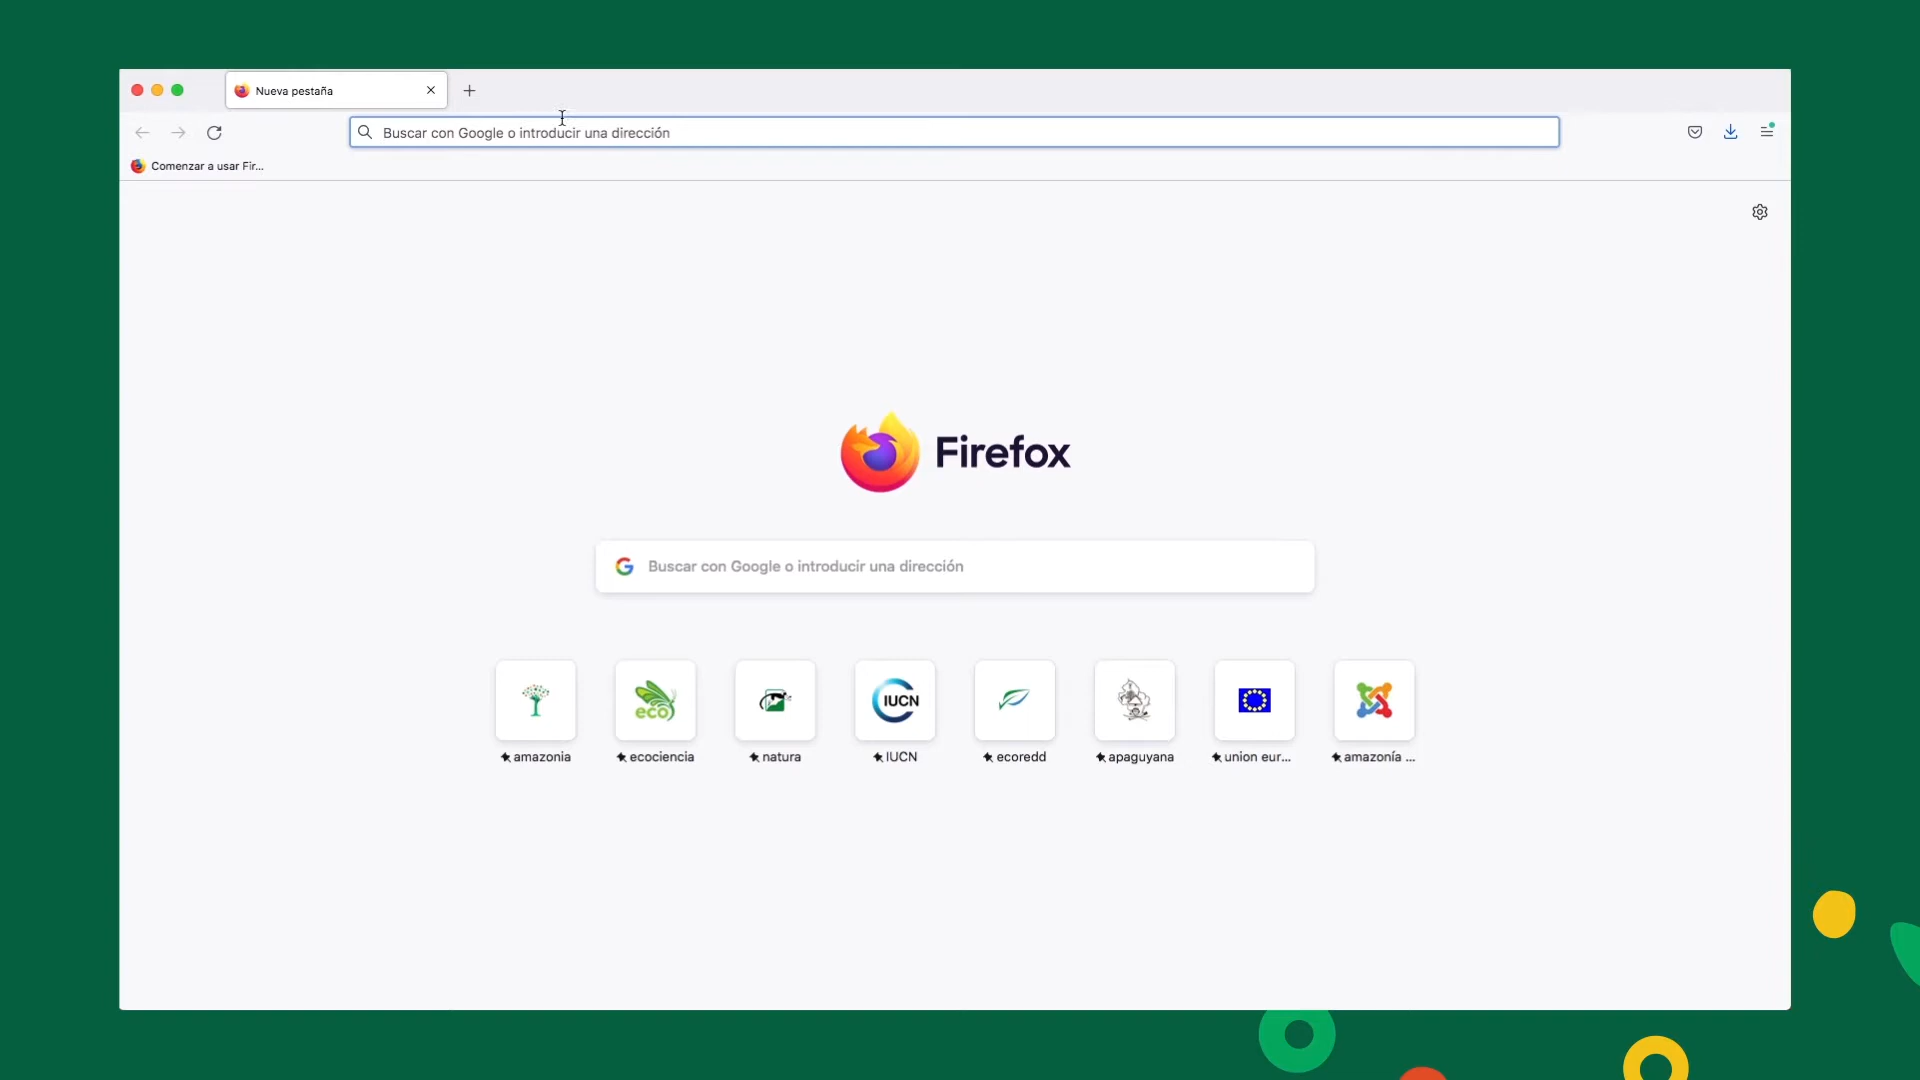 Nueva pestaña
Buscar con Google o introducir una dirección
Comenzar a usar Fir...
Firefox
Buscar con Google o introducir una dirección
eco
IUCN
amazonia
ecociencia
natura
IUCN
ecoredd
apaguyana
union eur...
amazonía ...